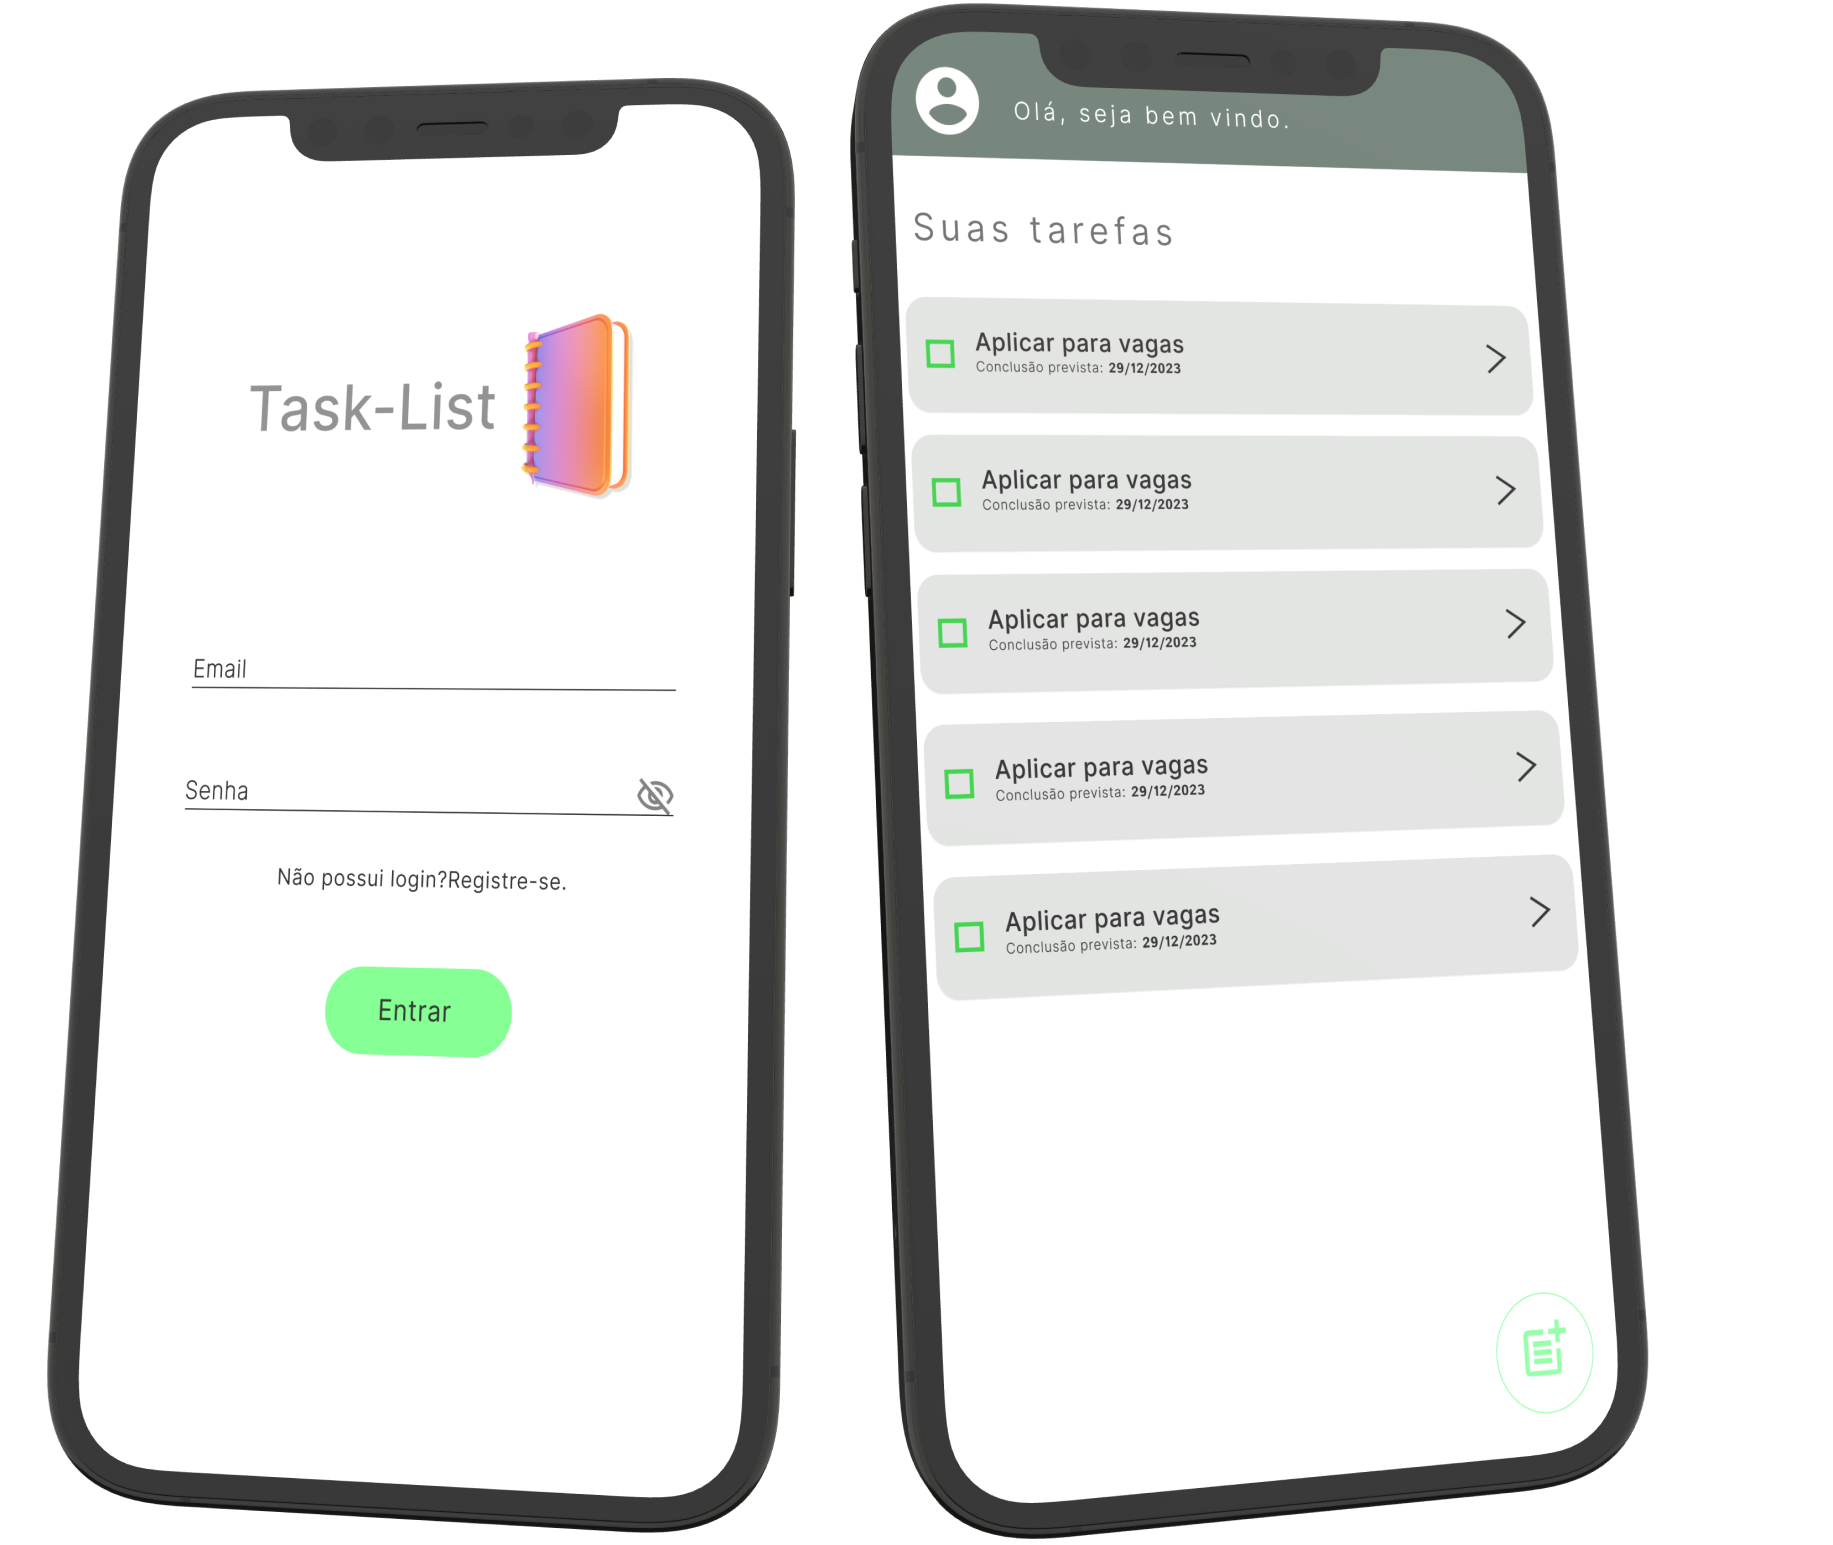 Task-List
Email
Senha
Não possui login?Registre-se.
Entrar
Olá, seja bem vindo.
Suas tarefas
Aplicar para vagas
Conclusão prevista: 29/12/2023
Aplicar para vagas
Conclusão prevista: 29/12/2023
Aplicar para vagas
Conclusão prevista: 29/12/2023
Aplicar para vagas
Conclusão prevista: 29/12/2023
Aplicar para vagas
Conclusão prevista: 29/12/2023